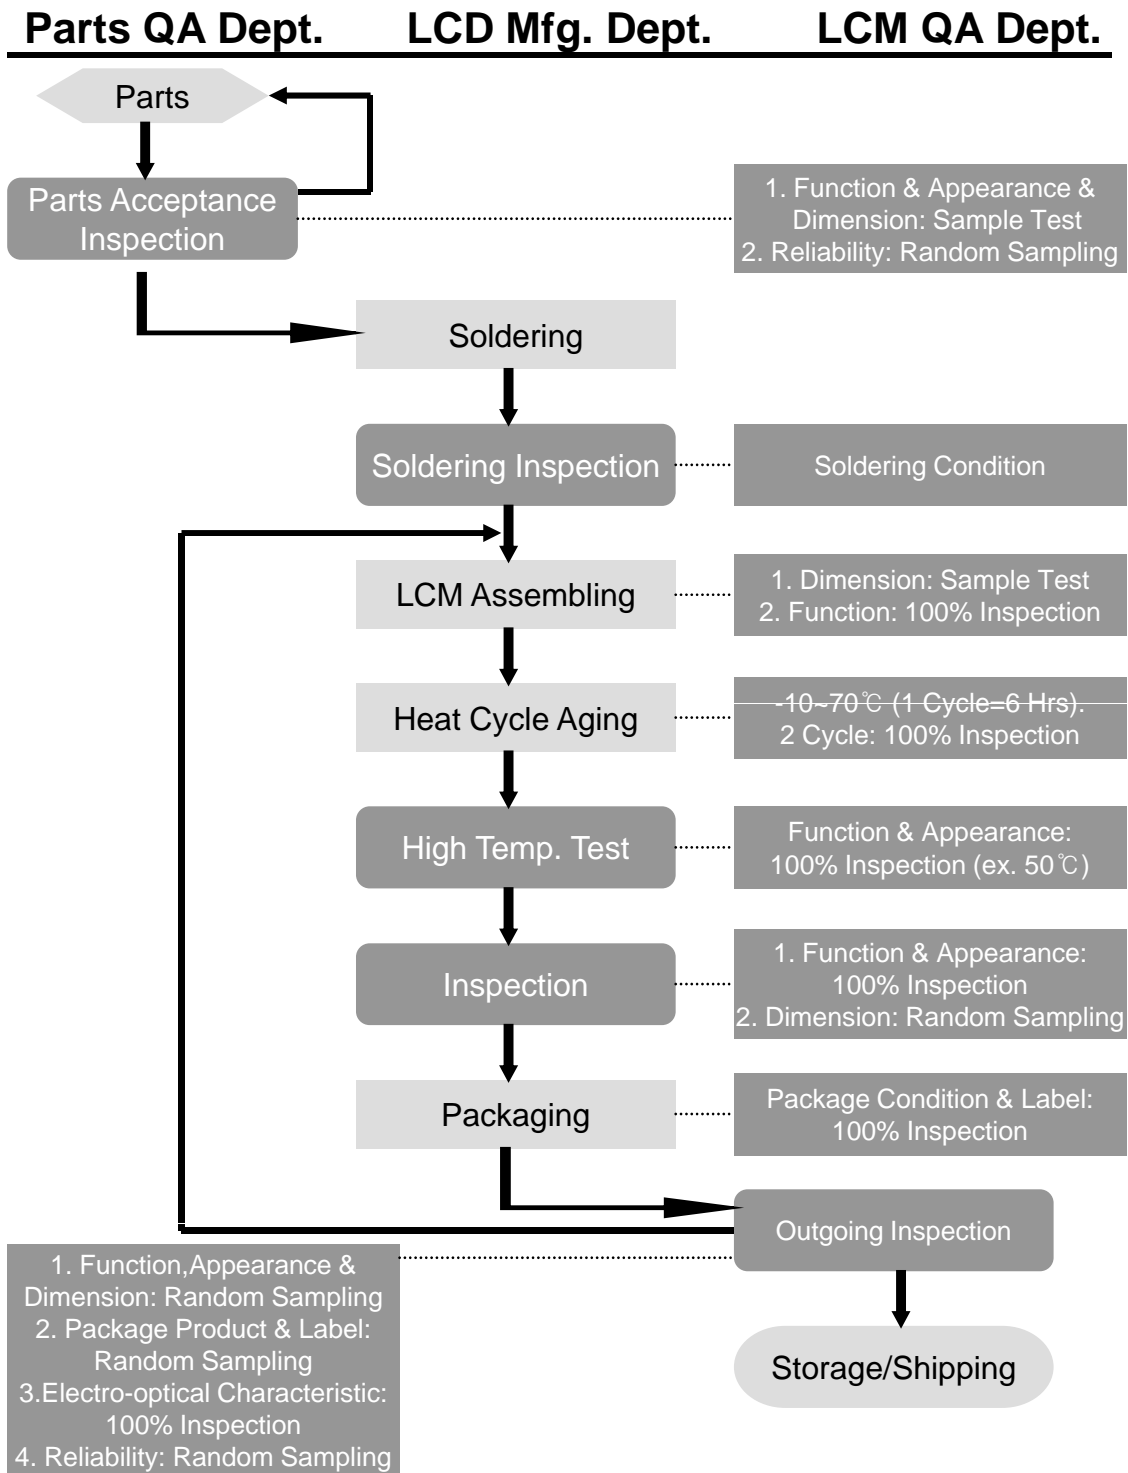 Parts QA Dept. LCD Mfg. Dept. LCM QA Dept.
Parts
Parts Acceptance
Inspection
1. Function & Appearance &
Dimension: Sample Test
2. Reliability: Random Sampling
Soldering
Soldering Inspection
Soldering Condition
LCM Assembling
1. Dimension: Sample Test
2. Function: 100% Inspection
Heat Cycle Aging
-10~70℃ (1 Cycle=6 Hrs).
2 Cycle: 100% Inspection
High Temp. Test
Function & Appearance:
100% Inspection (ex. 50℃)
Inspection
1. Function & Appearance:
100% Inspection
2. Dimension: Random Sampling
Packaging
Package Condition & Label:
100% Inspection
Outgoing Inspection
1. Function,Appearance &
Dimension: Random Sampling
2. Package Product & Label:
Random Sampling
3.Electro-optical Characteristic:
100% Inspection
4. Reliability: Random Sampling
Storage/Shipping